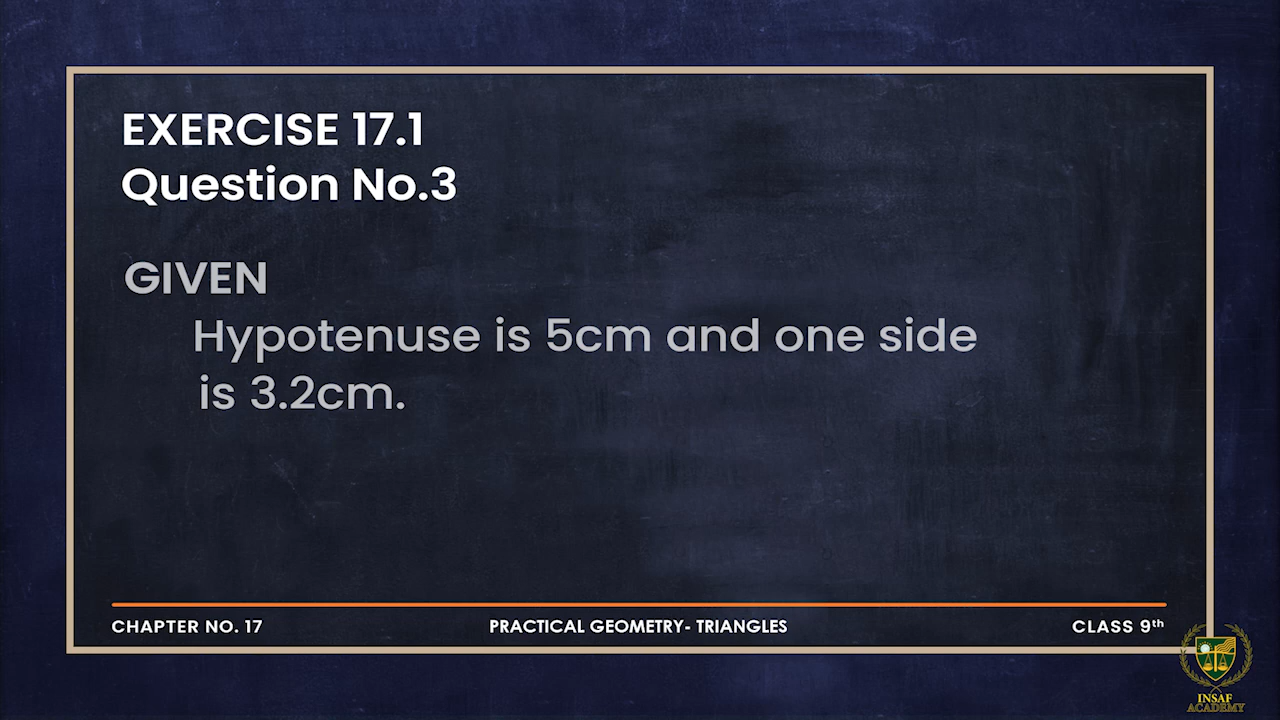 EXERCISE 17.1
Question No.3
GIVEN
Hypotenuse is 5cm and one side
is 3.2cm.
CHAPTER NO. 17
PRACTICAL GEOMETRY- TRIANGLES
CLASS 9th
INSAF
ACADEMY